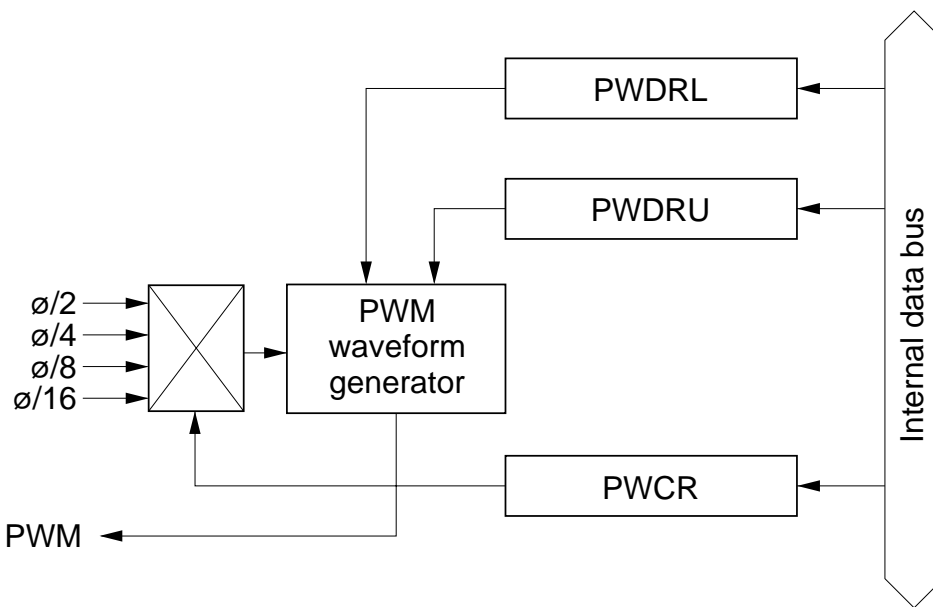 PWDRL
PWDRU
ø/2
ø/4
ø/8
ø/16
PWM
waveform
generator
Internal data bus
PWCR
PWM